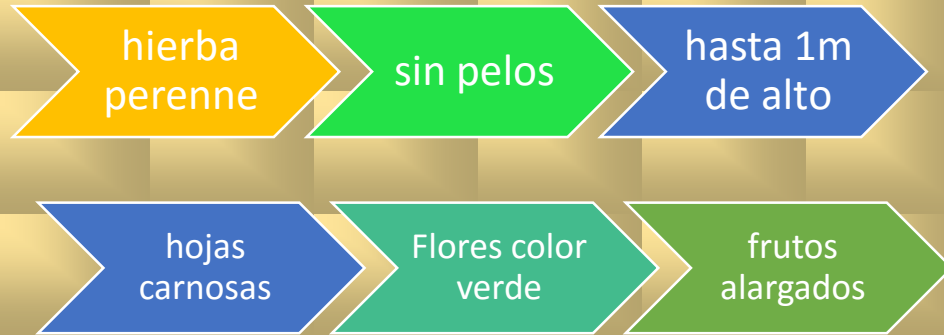 hierba
perenne
sin pelos
hasta 1m
de alto
hojas
carnosas
Flores color
verde
frutos
alargados